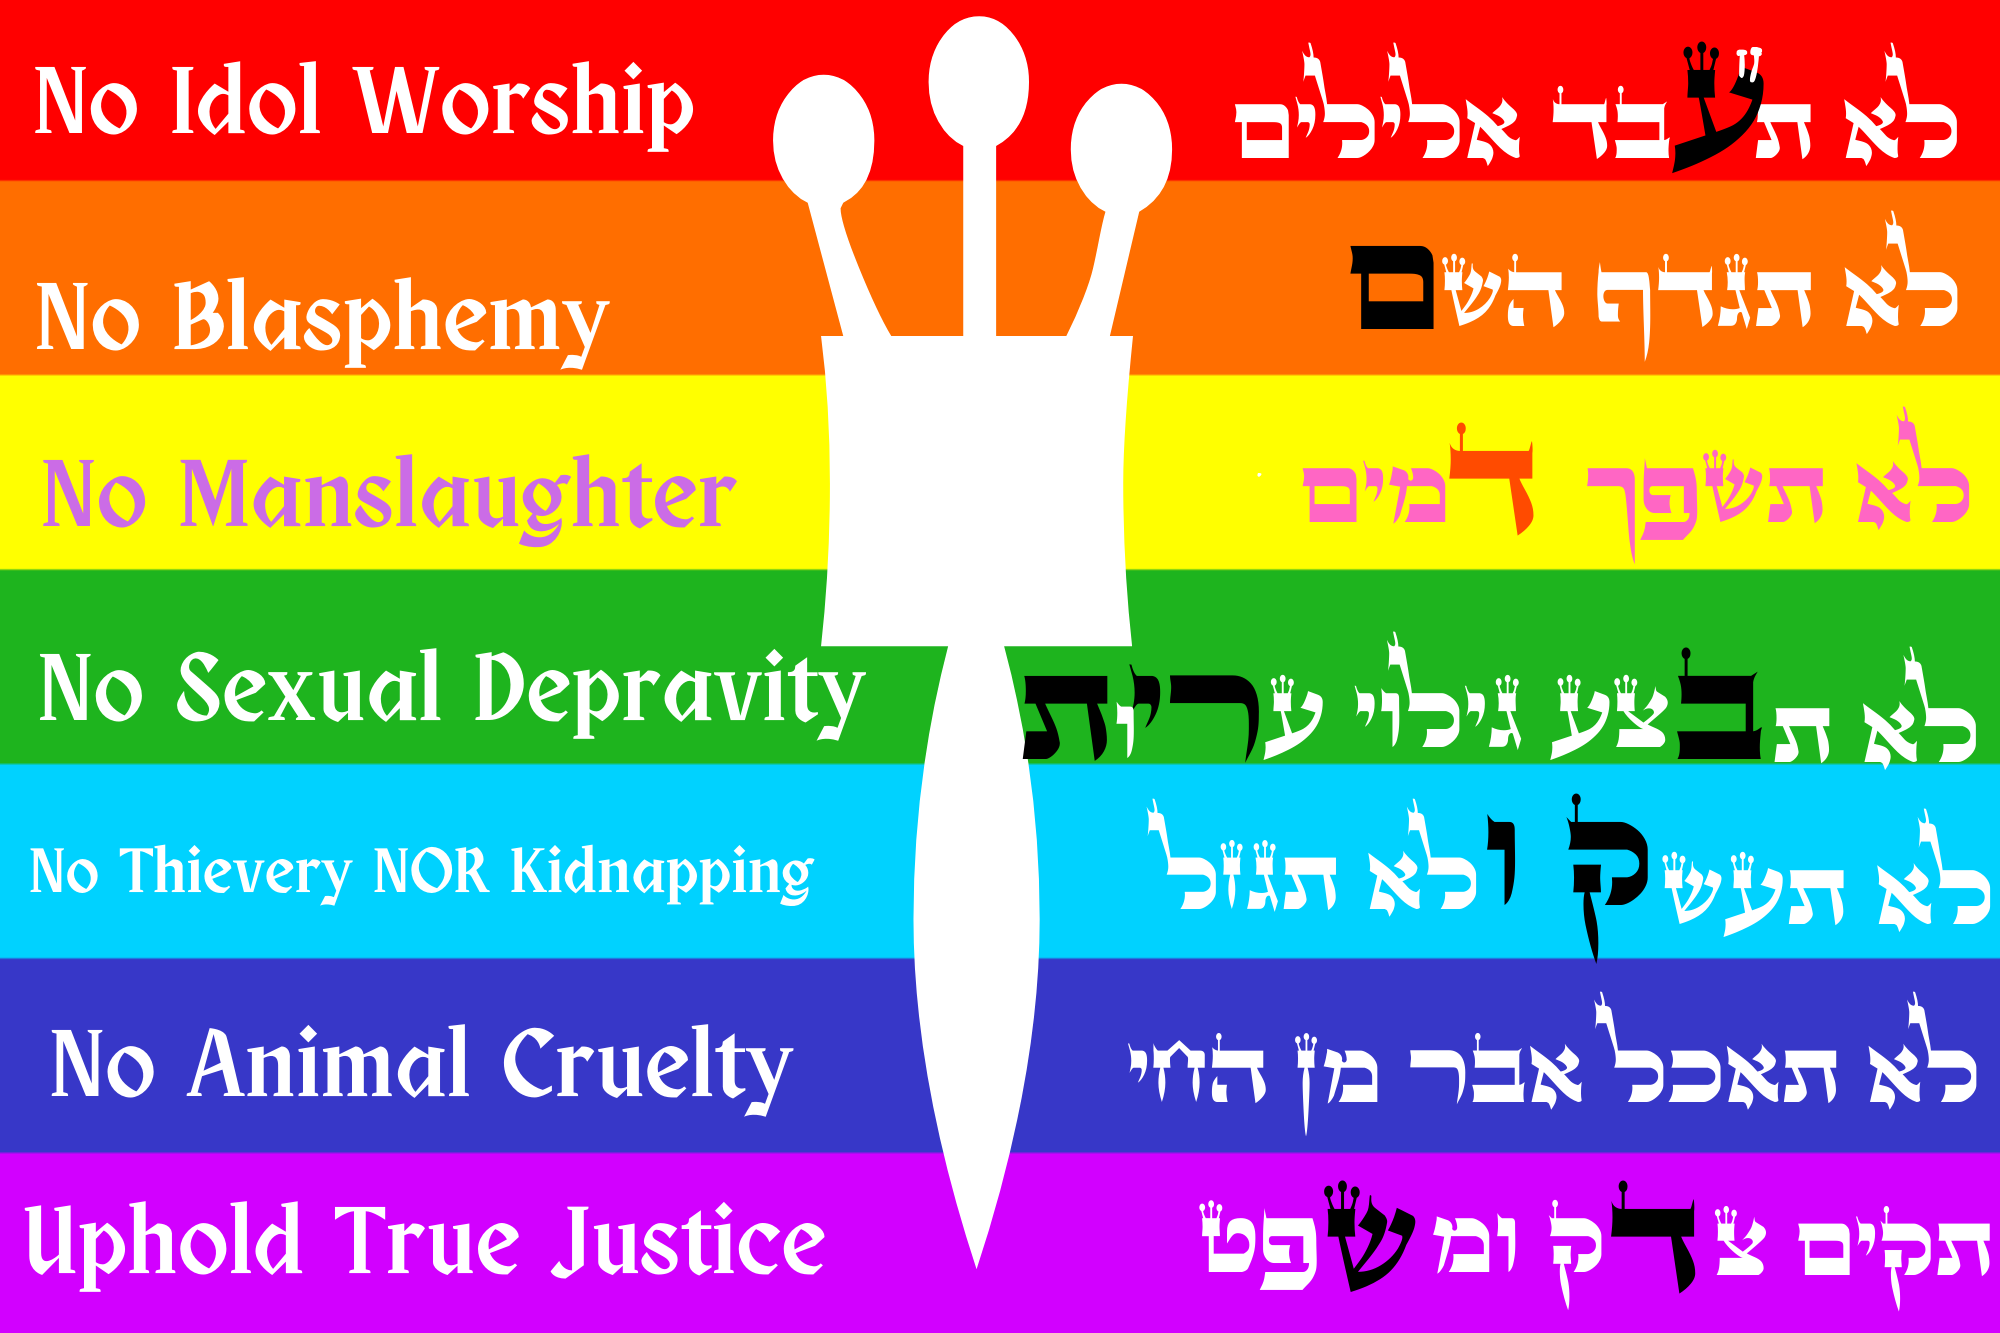 No Idol Worship
לא תעבד אלילים
No Blasphemy
לא תגדף השם
No Manslaughter
לא תשפך דמים
No Sexual Depravity
לא תבצע גילוי עריות
No Thievery NOR Kidnapping
לא תעשק ולא תגזל
No Animal Cruelty
לא תאכל אבר מן החי
Uphold True Justice
תקים צדק ומשפט